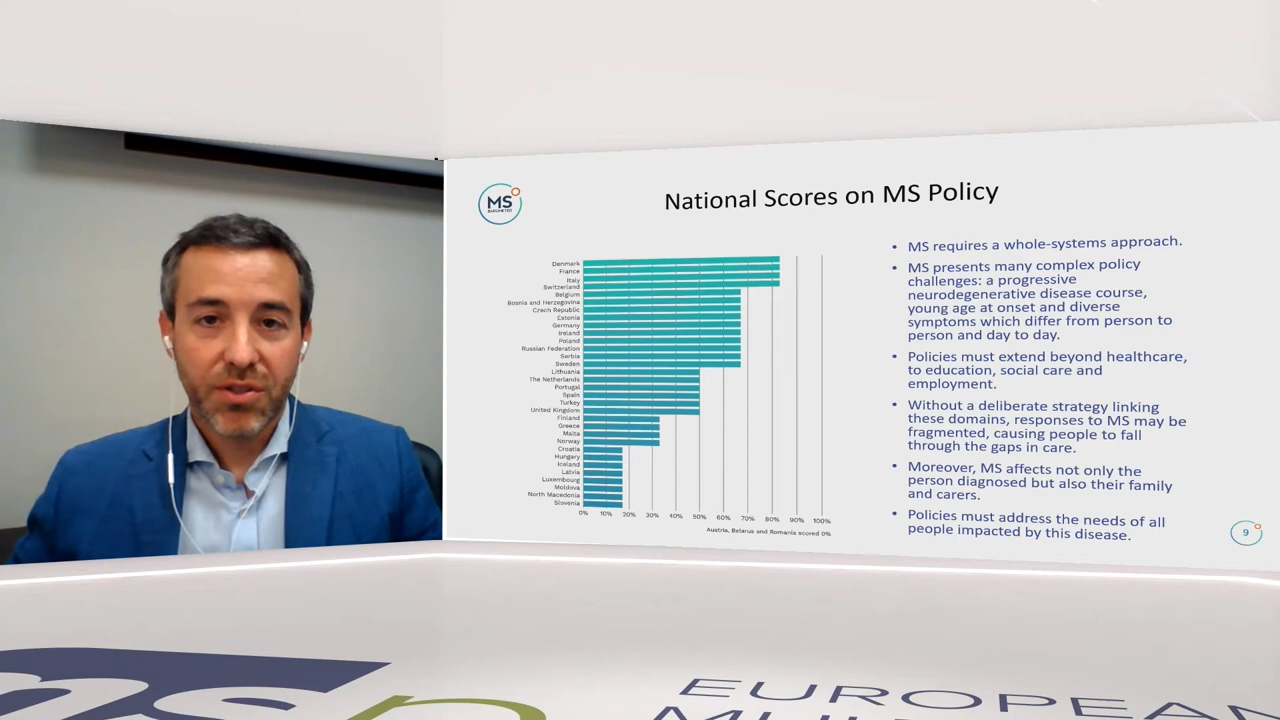 MS
BAROMETER
National Scores on MS Policy
Denmark
France
Italy
Switzerland
Belgium
Bosnia and Herzegovina
Czech Republic
Estonia
Germany
Ireland
Poland
Russian Federation
Serbia
Sweden
Lithuania
The Netherlands
Portugal
Spain
Turkey
United Kingdom
Finland
Greece
Malta
Norway
Croatia
Hungary
Iceland
Latvia
Luxembourg
Moldova
North Macedonia
Slovenia
0% 10% 20% 30% 40% 50% 60% 70% 80% 90% 100%
Austria, Belarus and Romania scored 0%
• MS requires a whole-systems approach.
• MS presents many complex policy
challenges: a progressive
neurodegenerative disease course,
young age at onset and diverse
symptoms which differ from person to
person and day to day.
• Policies must extend beyond healthcare,
to education, social care and
employment.
• Without a deliberate strategy linking
these domains, responses to MS may be
fragmented, causing people to fall
through the gaps in care.
• Moreover, MS affects not only the
person diagnosed but also their family
and carers.
• Policies must address the needs of all
people impacted by this disease.
9
EUROPEAN